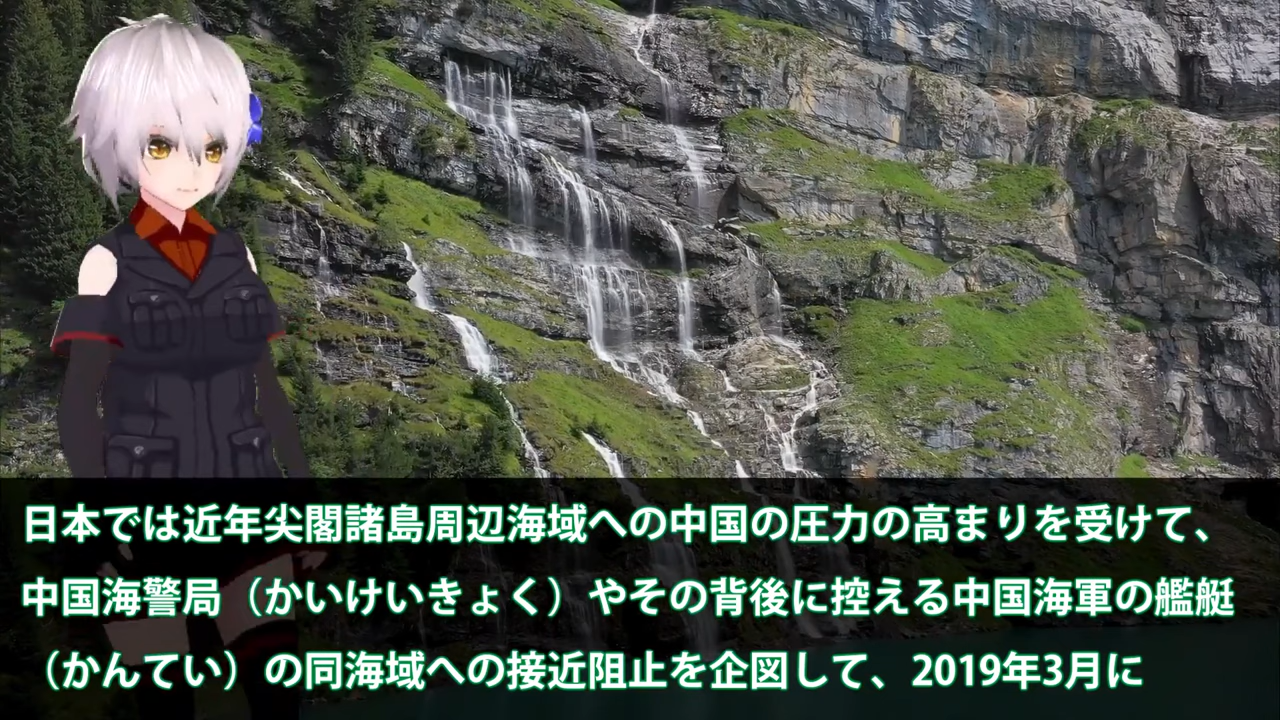 日本では近年尖閣諸島周辺海域への中国の圧力の高まりを受けて、
中国海警局（かいけいきょく）やその背後に控える中国海軍の艦艇
（かんてい）の同海域への接近阻止を企図して、2019年3月に